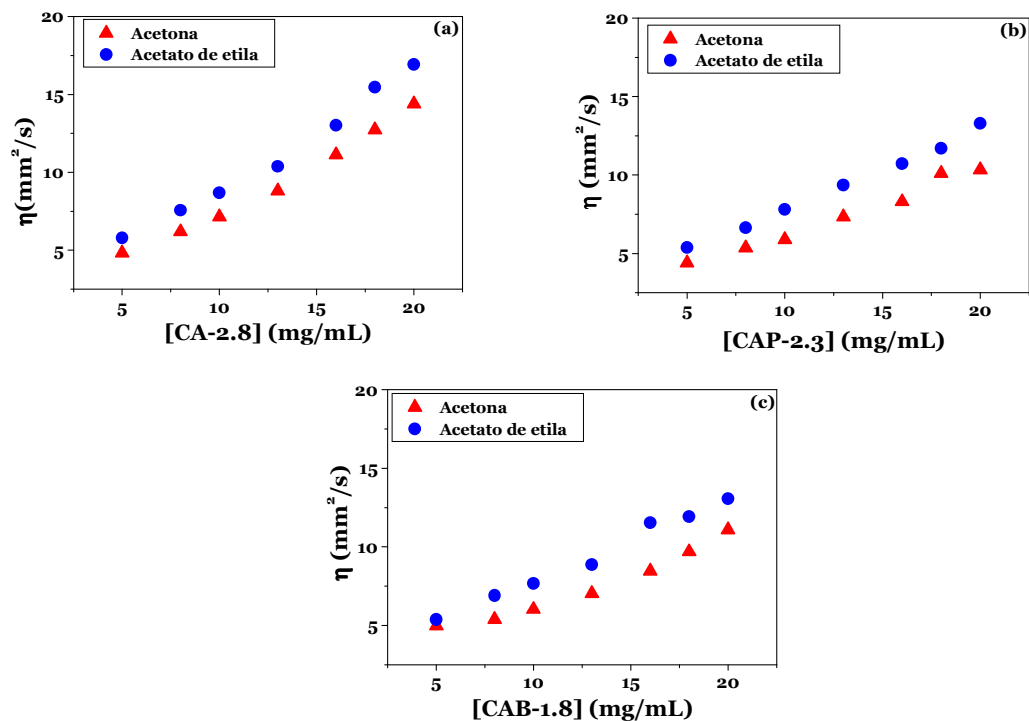 (a)
Acetona
Acetato de etila
η(mm²/s)
20
15
10
5
5 10 15 20
[CA-2.8] (mg/mL)
(b)
Acetona
Acetato de etila
η (mm²/s)
20
15
10
5
5 10 15 20
[CAP-2.3] (mg/mL)
(c)
Acetona
Acetato de etila
η (mm²/s)
20
15
10
5
5 10 15 20
[CAB-1.8] (mg/mL)